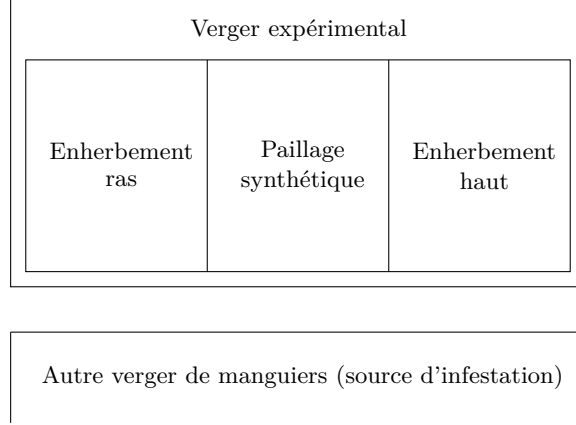 Verger expérimental
Enherbement
ras
Paillage
synthétique
Enherbement
haut
Autre verger de manguiers (source d'infestation)